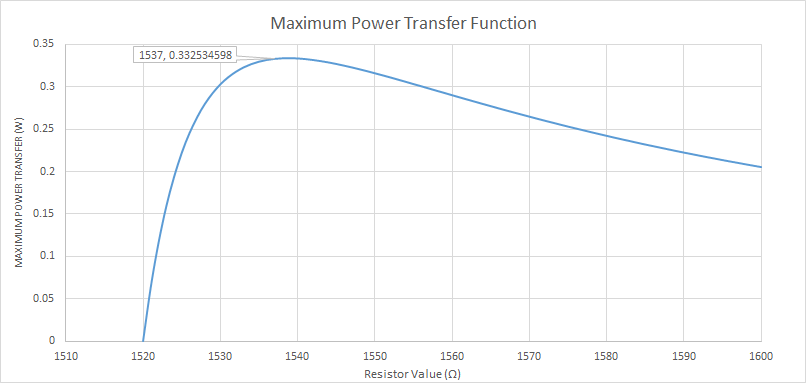 Maximum Power Transfer Function
1537, 0.332534598
MAXIMUM POWER TRANSFER (W)
0.35
0.3
0.25
0.2
0.15
0.1
0.05
0
1510 1520 1530 1540 1550 1560 1570 1580 1590 1600
Resistor Value (Ω)